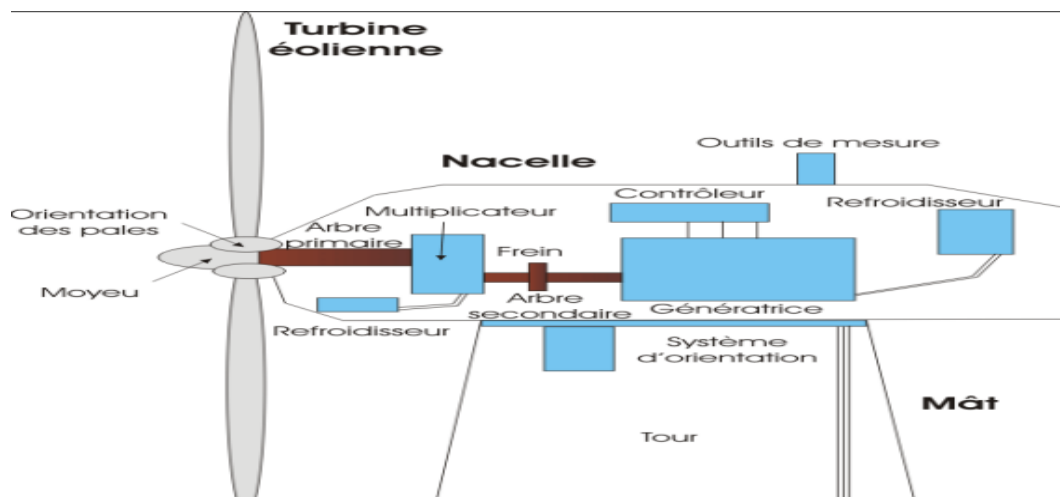 Turbine
éolienne
Outils de mesure
Nacelle
Contrôleur
Refroidisseur
Orientation
des pales
Multiplicateur
Arbre
primaire
Frein
Moyeu
Arbre
secondaire
Génératrice
Refroidisseur
Système
d'orientation
Mât
Tour